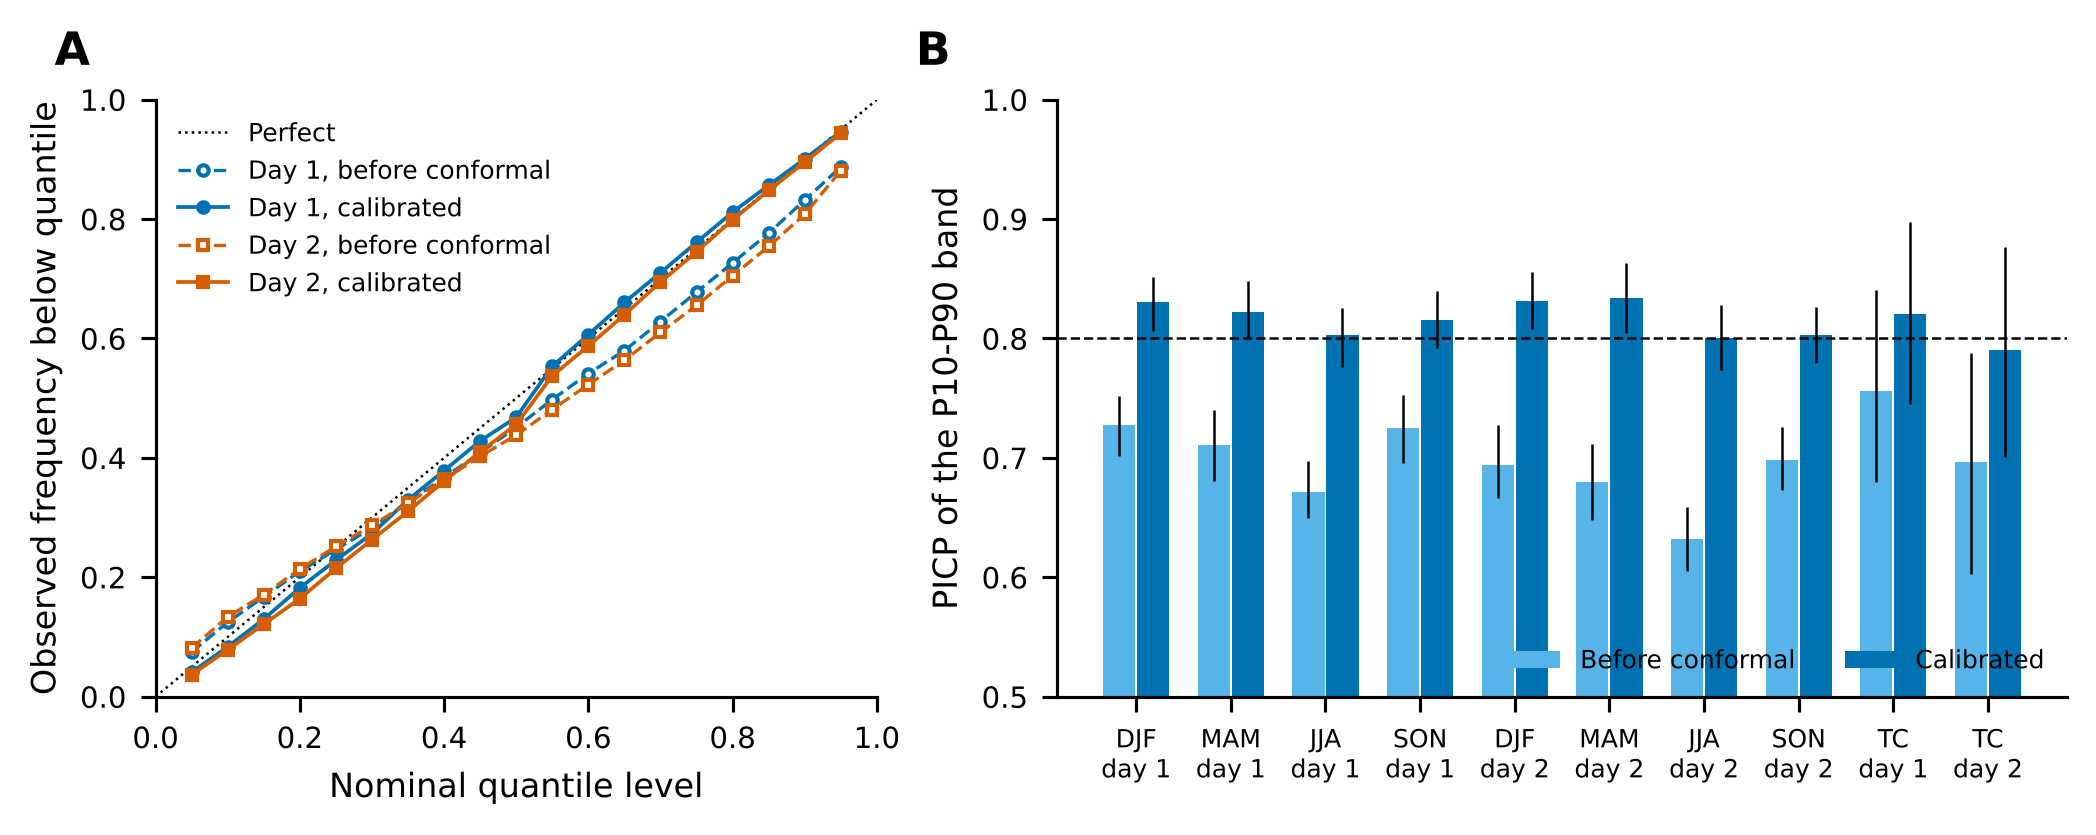 A
Observed frequency below quantile
1.0
0.8
0.6
0.4
0.2
0.0
Perfect
Day 1, before conformal
Day 1, calibrated
Day 2, before conformal
Day 2, calibrated
0.0 0.2 0.4 0.6 0.8 1.0
Nominal quantile level
B
PICP of the P10-P90 band
1.0
0.9
0.8
0.7
0.6
0.5
Before conformal Calibrated
DJF day 1
MAM day 1
JJA day 1
SON day 1
DJF day 2
MAM day 2
JJA day 2
SON day 2
TC day 1
TC day 2